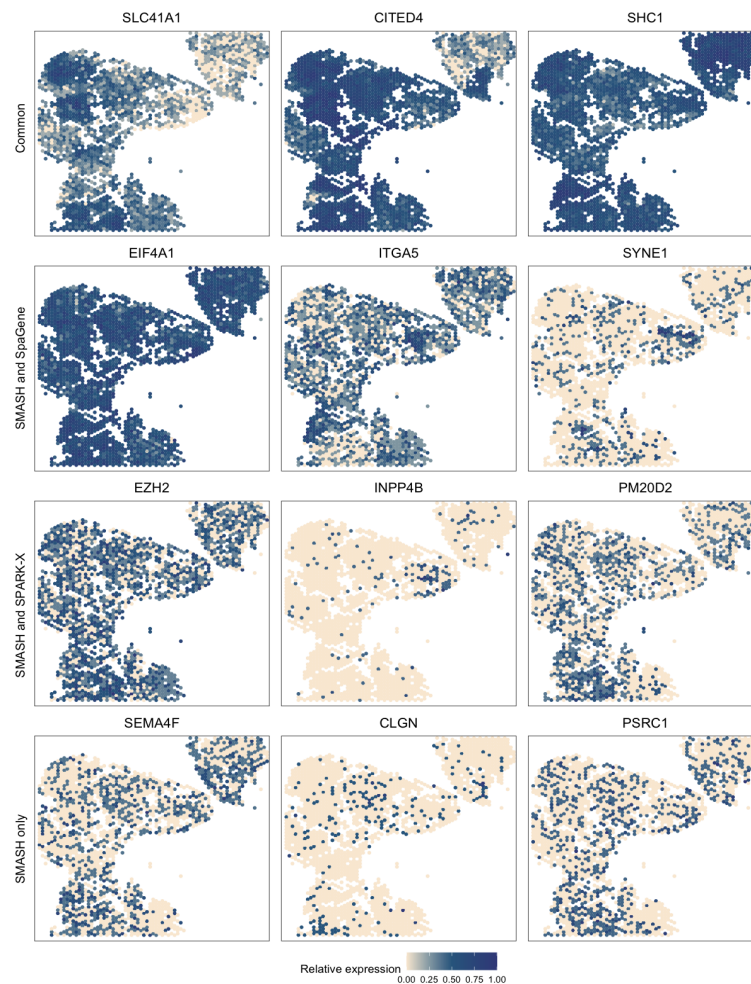 SLC41A1 CITED4 SHC1
Common
EIF4A1 ITGA5 SYNE1
SMASH and SpaGene
EZH2 INPP4B PM20D2
SMASH and SPARK-X
SEMA4F CLGN PSRC1
SMASH only
Relative expression
0.00 0.25 0.50 0.75 1.00